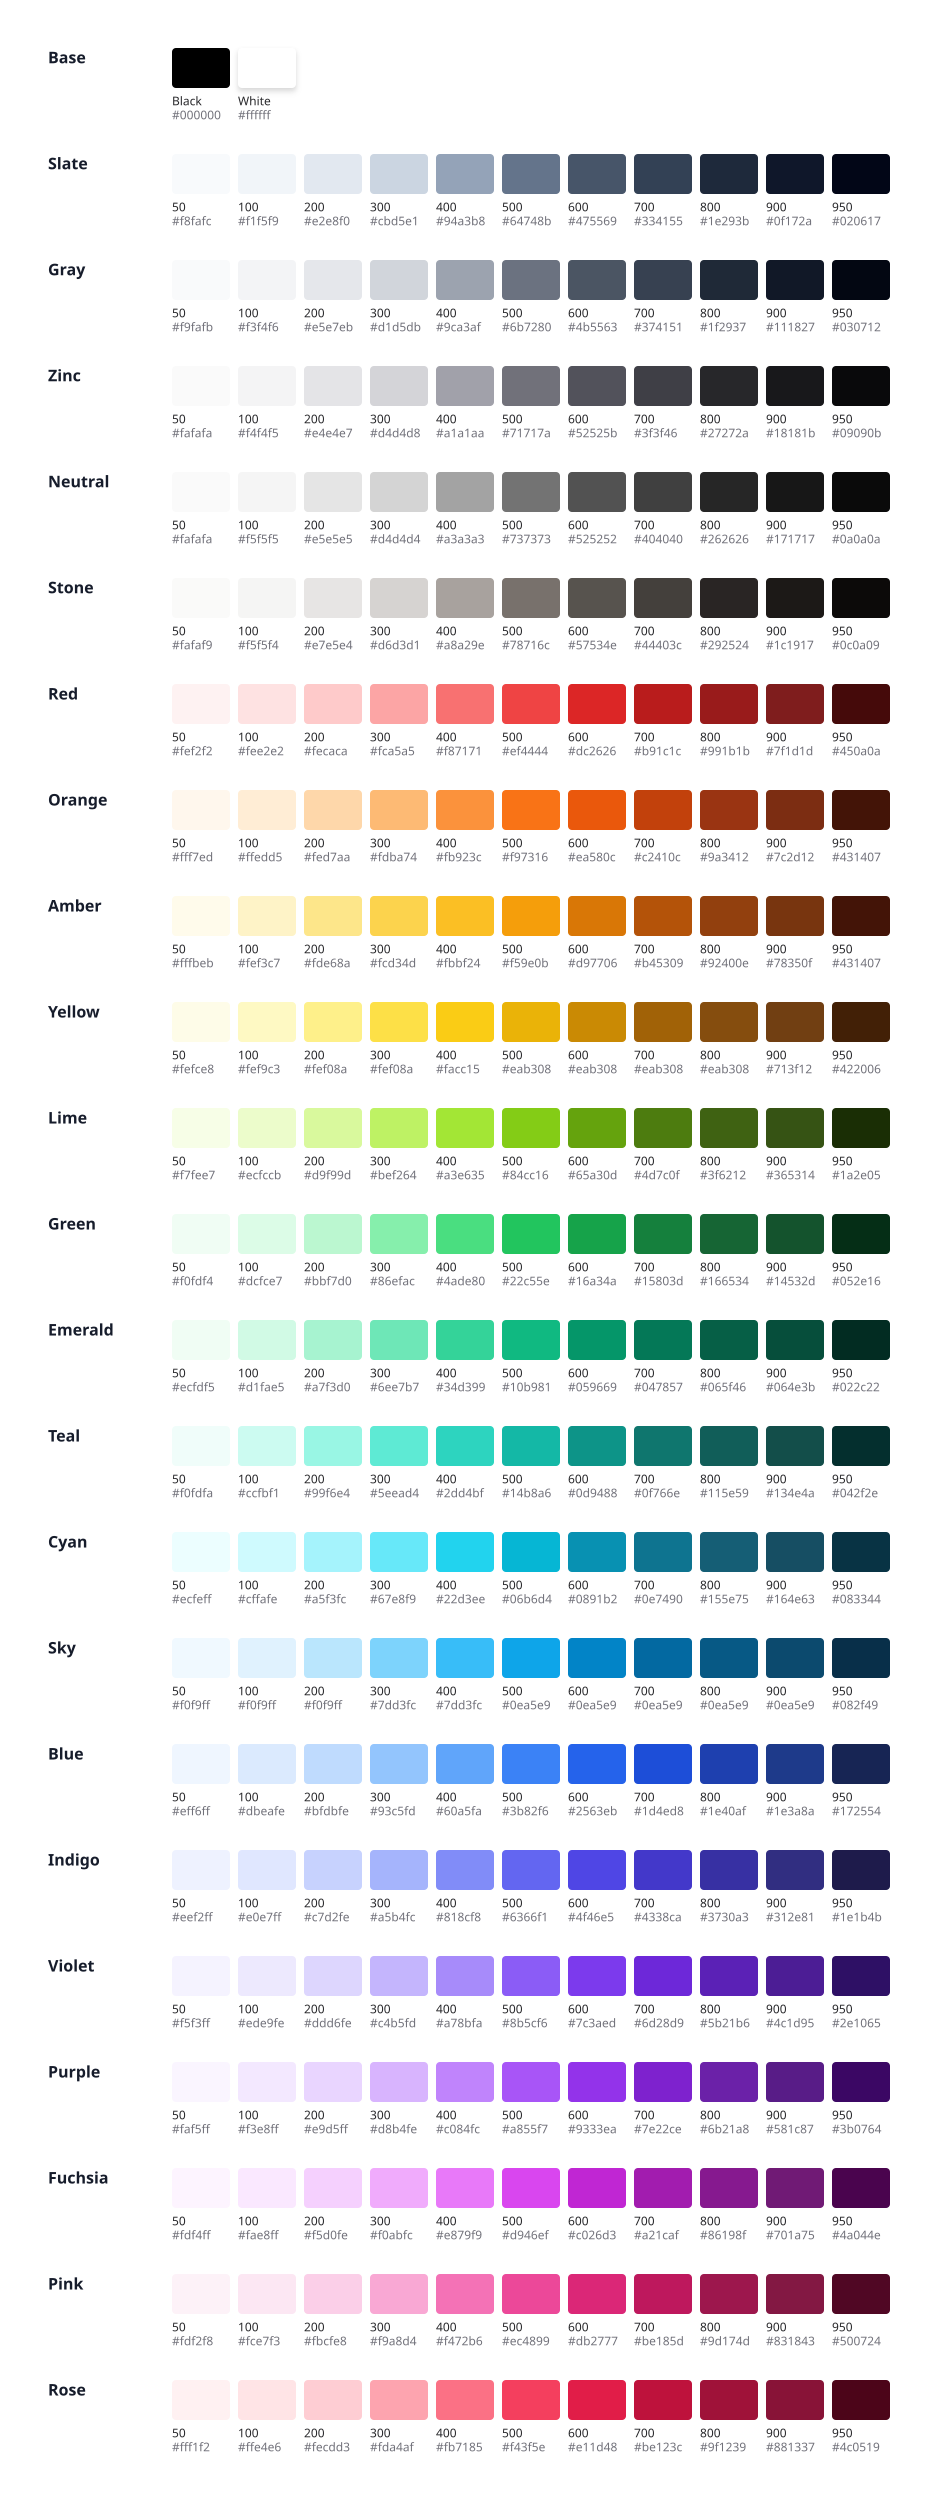 Base
Black White
#000000 #ffffff
Slate
50 100 200 300 400 500 600 700 800 900 950
#f8fafc #f1f5f9 #e2e8f0 #cbd5e1 #94a3b8 #64748b #475569 #334155 #1e293b #0f172a #020617
Gray
50 100 200 300 400 500 600 700 800 900 950
#f9fafb #f3f4f6 #e5e7eb #d1d5db #9ca3af #6b7280 #4b5563 #374151 #1f2937 #111827 #030712
Zinc
50 100 200 300 400 500 600 700 800 900 950
#fafafa #f4f4f5 #e4e4e7 #d4d4d8 #a1a1aa #71717a #52525b #3f3f46 #27272a #18181b #09090b
Neutral
50 100 200 300 400 500 600 700 800 900 950
#fafafa #f5f5f5 #e5e5e5 #d4d4d4 #a3a3a3 #737373 #525252 #404040 #262626 #171717 #0a0a0a
Stone
50 100 200 300 400 500 600 700 800 900 950
#fafaf9 #f5f5f4 #e7e5e4 #d6d3d1 #a8a29e #78716c #57534e #44403c #292524 #1c1917 #0c0a09
Red
50 100 200 300 400 500 600 700 800 900 950
#fef2f2 #fee2e2 #fecaca #fca5a5 #f87171 #ef4444 #dc2626 #b91c1c #991b1b #7f1d1d #450a0a
Orange
50 100 200 300 400 500 600 700 800 900 950
#fff7ed #ffedd5 #fed7aa #fdba74 #fb923c #f97316 #ea580c #c2410c #9a3412 #7c2d12 #431407
Amber
50 100 200 300 400 500 600 700 800 900 950
#fffbeb #fef3c7 #fde68a #fcd34d #fbbf24 #f59e0b #d97706 #b45309 #92400e #78350f #431407
Yellow
50 100 200 300 400 500 600 700 800 900 950
#fefce8 #fef9c3 #fef08a #fef08a #facc15 #eab308 #eab308 #eab308 #eab308 #713f12 #422006
Lime
50 100 200 300 400 500 600 700 800 900 950
#f7fee7 #ecfccb #d9f99d #bef264 #a3e635 #84cc16 #65a30d #4d7c0f #3f6212 #365314 #1a2e05
Green
50 100 200 300 400 500 600 700 800 900 950
#f0fdf4 #dcfce7 #bbf7d0 #86efac #4ade80 #22c55e #16a34a #15803d #166534 #14532d #052e16
Emerald
50 100 200 300 400 500 600 700 800 900 950
#ecfdf5 #d1fae5 #a7f3d0 #6ee7b7 #34d399 #10b981 #059669 #047857 #065f46 #064e3b #022c22
Teal
50 100 200 300 400 500 600 700 800 900 950
#f0fdfa #ccfbf1 #99f6e4 #5eead4 #2dd4bf #14b8a6 #0d9488 #0f766e #115e59 #134e4a #042f2e
Cyan
50 100 200 300 400 500 600 700 800 900 950
#ecfeff #cffafe #a5f3fc #67e8f9 #22d3ee #06b6d4 #0891b2 #0e7490 #155e75 #164e63 #083344
Sky
50 100 200 300 400 500 600 700 800 900 950
#f0f9ff #f0f9ff #f0f9ff #7dd3fc #7dd3fc #0ea5e9 #0ea5e9 #0ea5e9 #0ea5e9 #0ea5e9 #082f49
Blue
50 100 200 300 400 500 600 700 800 900 950
#eff6ff #dbeafe #bfdbfe #93c5fd #60a5fa #3b82f6 #2563eb #1d4ed8 #1e40af #1e3a8a #172554
Indigo
50 100 200 300 400 500 600 700 800 900 950
#eef2ff #e0e7ff #c7d2fe #a5b4fc #818cf8 #6366f1 #4f46e5 #4338ca #3730a3 #312e81 #1e1b4b
Violet
50 100 200 300 400 500 600 700 800 900 950
#f5f3ff #ede9fe #ddd6fe #c4b5fd #a78bfa #8b5cf6 #7c3aed #6d28d9 #5b21b6 #4c1d95 #2e1065
Purple
50 100 200 300 400 500 600 700 800 900 950
#faf5ff #f3e8ff #e9d5ff #d8b4fe #c084fc #a855f7 #9333ea #7e22ce #6b21a8 #581c87 #3b0764
Fuchsia
50 100 200 300 400 500 600 700 800 900 950
#fdf4ff #fae8ff #f5d0fe #f0abfc #e879f9 #d946ef #c026d3 #a21caf #86198f #701a75 #4a044e
Pink
50 100 200 300 400 500 600 700 800 900 950
#fdf2f8 #fce7f3 #fbcfe8 #f9a8d4 #f472b6 #ec4899 #db2777 #be185d #9d174d #831843 #500724
Rose
50 100 200 300 400 500 600 700 800 900 950
#fff1f2 #ffe4e6 #fecdd3 #fda4af #fb7185 #f43f5e #e11d48 #be123c #9f1239 #881337 #4c0519